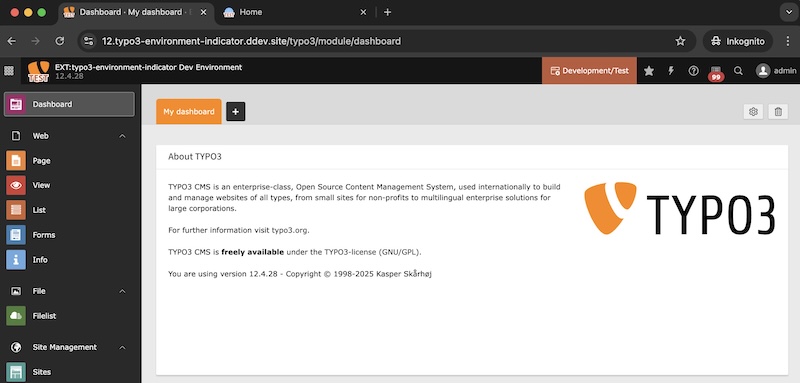 Dashboard · My dashboard ·
Home
12.typo3-environment-indicator.ddev.site/typo3/module/dashboard
Inkognito
TEST
EXT:typo3-environment-indicator Dev Environment
12.4.28
Development/Test
99
admin
Dashboard
Web
Page
View
List
Forms
Info
File
Filelist
Site Management
Sites
My dashboard
About TYPO3
TYPO3 CMS is an enterprise-class, Open Source Content Management System, used internationally to build
and manage websites of all types, from small sites for non-profits to multilingual enterprise solutions for
large corporations.
For further information visit typo3.org.
TYPO3 CMS is freely available under the TYPO3-license (GNU/GPL).
You are using version 12.4.28 - Copyright © 1998-2025 Kasper Skårhøj
TYPO3